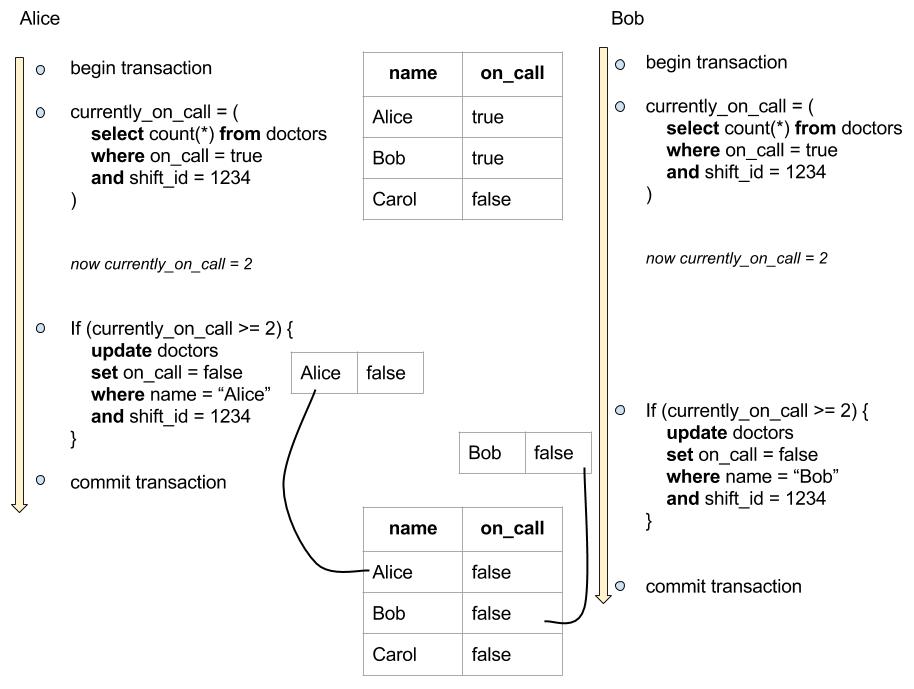 Alice
begin transaction
currently_on_call = (
select count(*) from doctors
where on_call = true
and shift_id = 1234
)
now currently_on_call = 2
If (currently_on_call >= 2) {
update doctors
set on_call = false
where name = “Alice”
and shift_id = 1234
}
commit transaction
name on_call
Alice true
Bob true
Carol false
Alice false
Bob false
name on_call
Alice false
Bob false
Carol false
Bob
begin transaction
currently_on_call = (
select count(*) from doctors
where on_call = true
and shift_id = 1234
)
now currently_on_call = 2
If (currently_on_call >= 2) {
update doctors
set on_call = false
where name = “Bob”
and shift_id = 1234
}
commit transaction